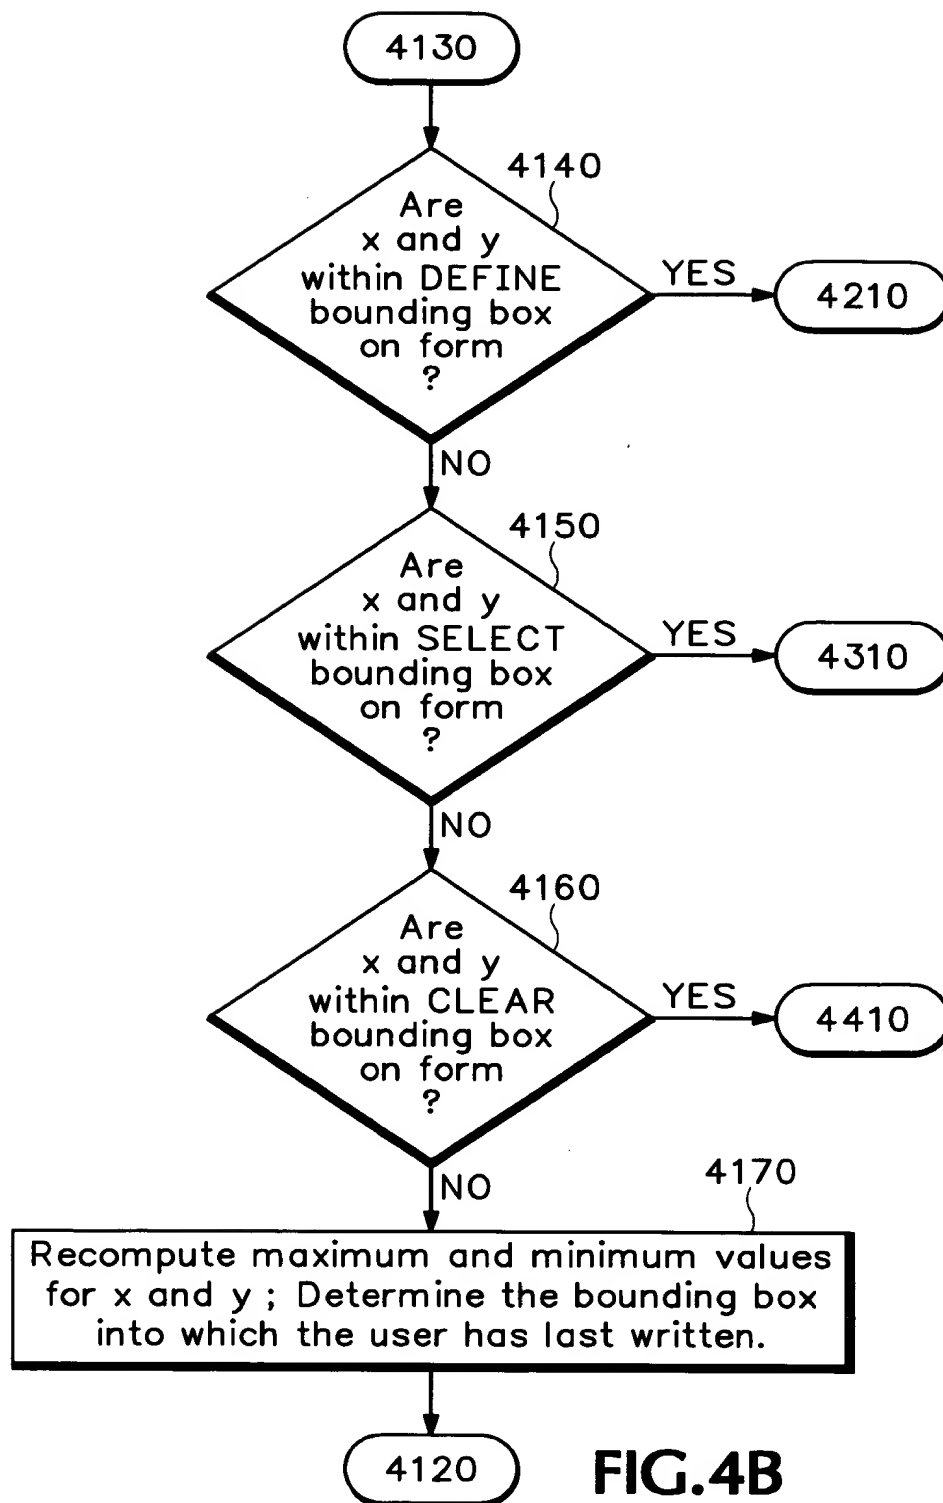 4130
4140
Are
x and y
within DEFINE
bounding box
on form
?
YES
4210
NO
4150
Are
x and y
within SELECT
bounding box
on form
?
YES
4310
NO
4160
Are
x and y
within CLEAR
bounding box
on form
?
YES
4410
NO
4170
Recompute maximum and minimum values
for x and y ; Determine the bounding box
into which the user has last written.
4120
FIG.4B